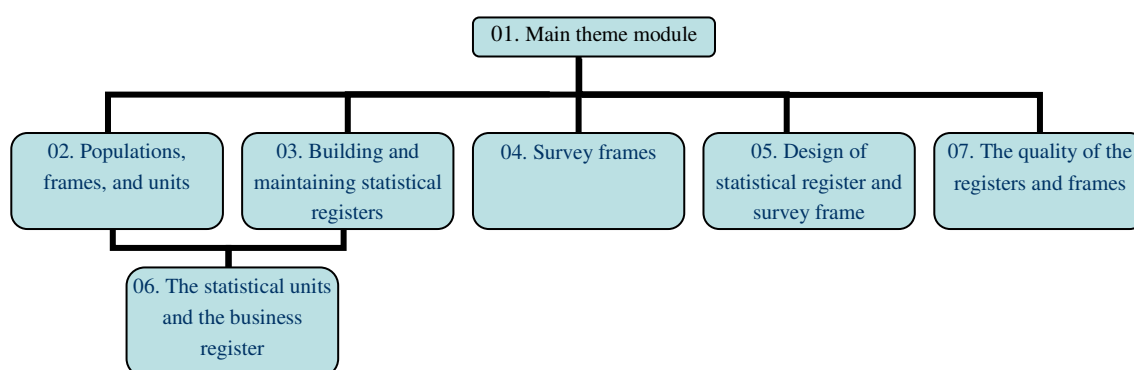 01. Main theme module
02. Populations,
frames, and units
03. Building and
maintaining statistical
registers
04. Survey frames
05. Design of
statistical register and
survey frame
07. The quality of the
registers and frames
06. The statistical units
and the business
register